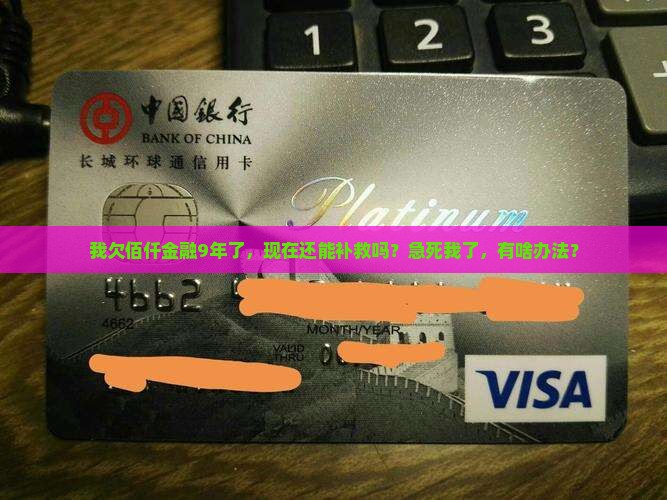 1 2 3
中國銀行
BANK OF CHINA
长城环球通信用卡
Platinum
我欠佰仟金融9年了，现在还能补救吗？急死我了，有啥办法？
4662
4662
MONTH/YEAR
VALID
THRU
VISA